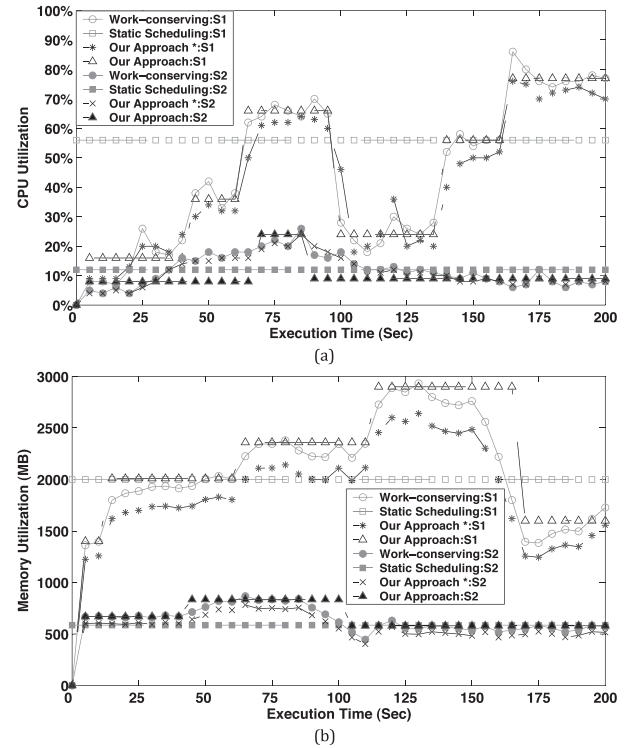 (a)
Work-conserving:S1
Static Scheduling:S1
Our Approach *:S1
Our Approach:S1
Work-conserving:S2
Static Scheduling:S2
Our Approach *:S2
Our Approach:S2
CPU Utilization
100%
90%
80%
70%
60%
50%
40%
30%
20%
10%
0%
0 25 50 75 100 125 150 175 200
Execution Time (Sec)
(a)
Memory Utilization (MB)
3000
2500
2000
1500
1000
500
0
Work-conserving:S1
Static Scheduling:S1
Our Approach *:S1
Our Approach:S1
Work-conserving:S2
Static Scheduling:S2
Our Approach *:S2
Our Approach:S2
0 25 50 75 100 125 150 175 200
Execution Time (Sec)
(b)